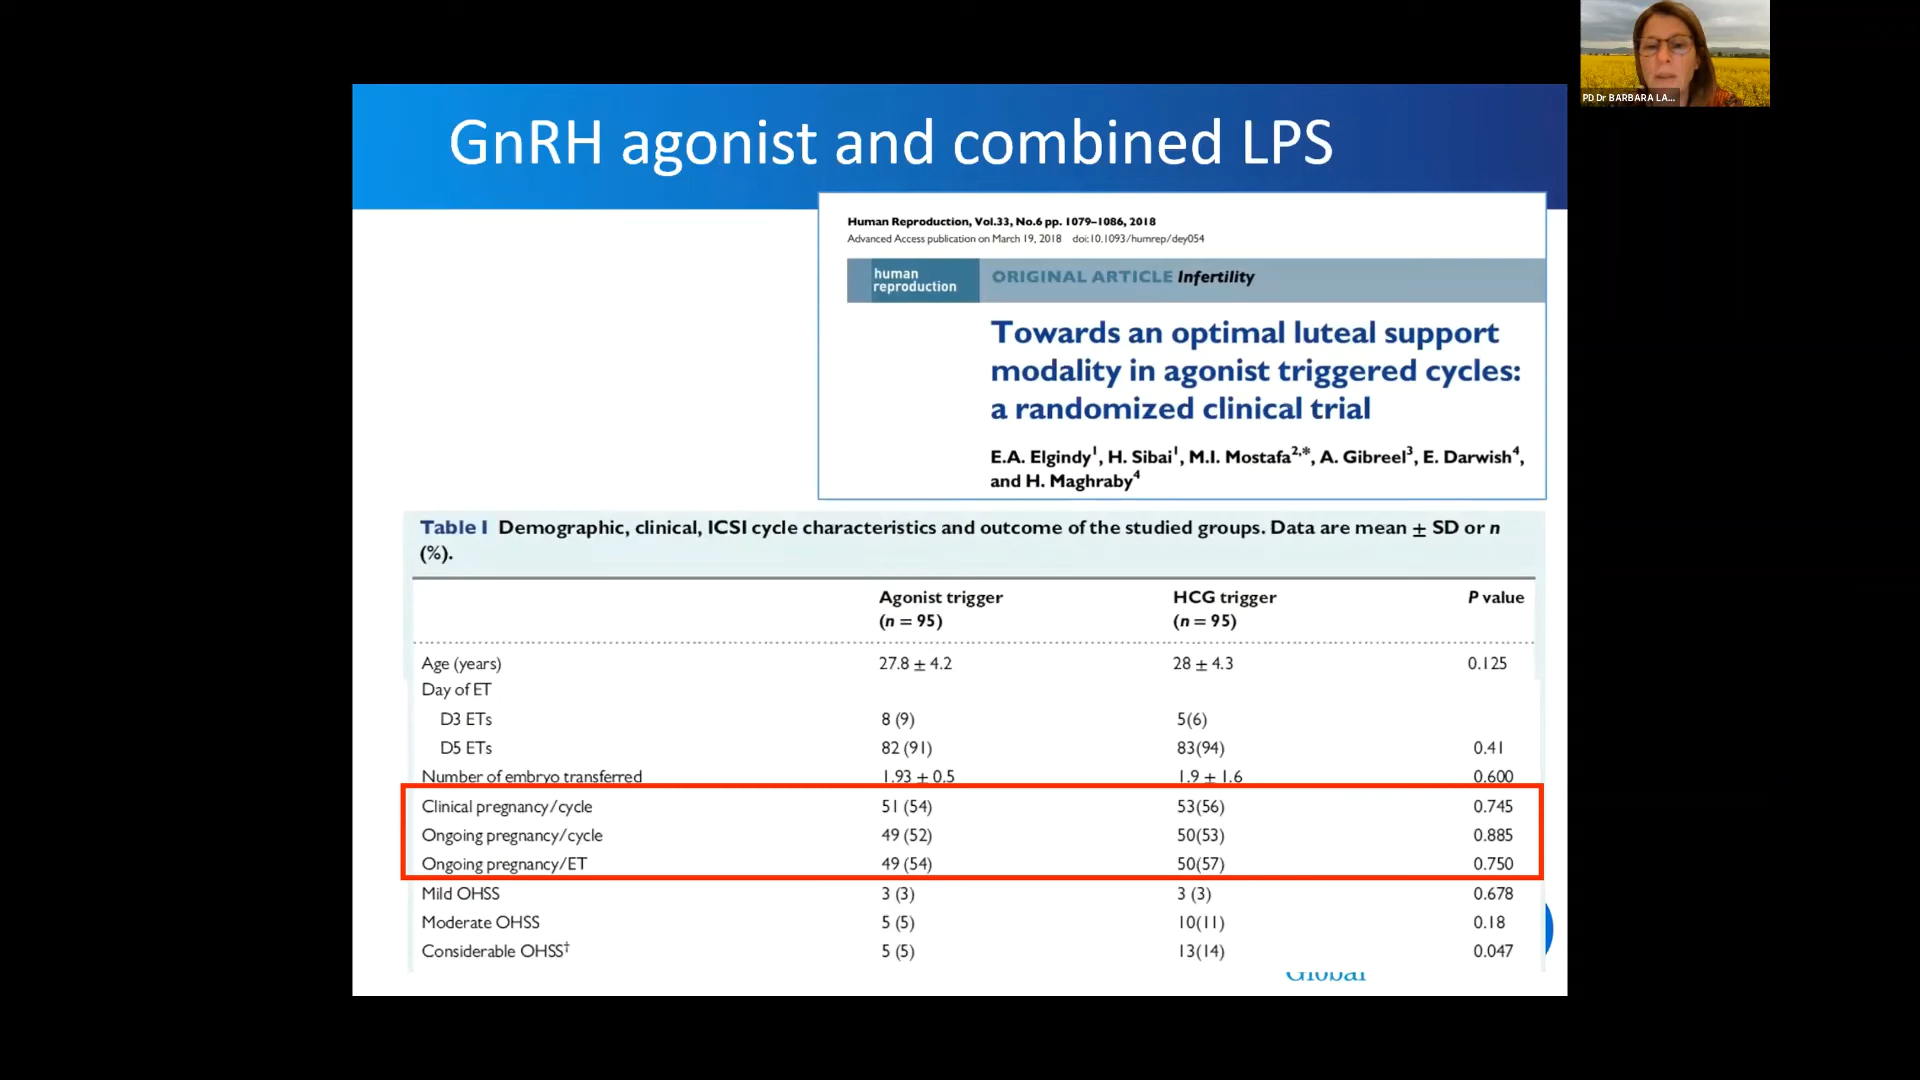 PD Dr BARBARA LA...
GnRH agonist and combined LPS
Human Reproduction, Vol.33, No.6 pp. 1079–1086, 2018
Advanced Access publication on March 19, 2018 doi:10.1093/humrep/dey054
human
reproduction
ORIGINAL ARTICLE Infertility
Towards an optimal luteal support
modality in agonist triggered cycles:
a randomized clinical trial
E.A. Elgindy¹, H. Sibai¹, M.I. Mostafa²,*, A. Gibreel³, E. Darwish⁴,
and H. Maghraby⁴
Table I Demographic, clinical, ICSI cycle characteristics and outcome of the studied groups. Data are mean ± SD or n
(%).
Agonist trigger HCG trigger P value
(n = 95) (n = 95)
Age (years) 27.8 ± 4.2 28 ± 4.3 0.125
Day of ET
D3 ETs 8 (9) 5(6)
D5 ETs 82 (91) 83(94) 0.41
Number of embryo transferred 1.93 ± 0.5 1.9 ± 1.6 0.600
Clinical pregnancy/cycle 51 (54) 53(56) 0.745
Ongoing pregnancy/cycle 49 (52) 50(53) 0.885
Ongoing pregnancy/ET 49 (54) 50(57) 0.750
Mild OHSS 3 (3) 3 (3) 0.678
Moderate OHSS 5 (5) 10(11) 0.18
Considerable OHSS† 5 (5) 13(14) 0.047
Global